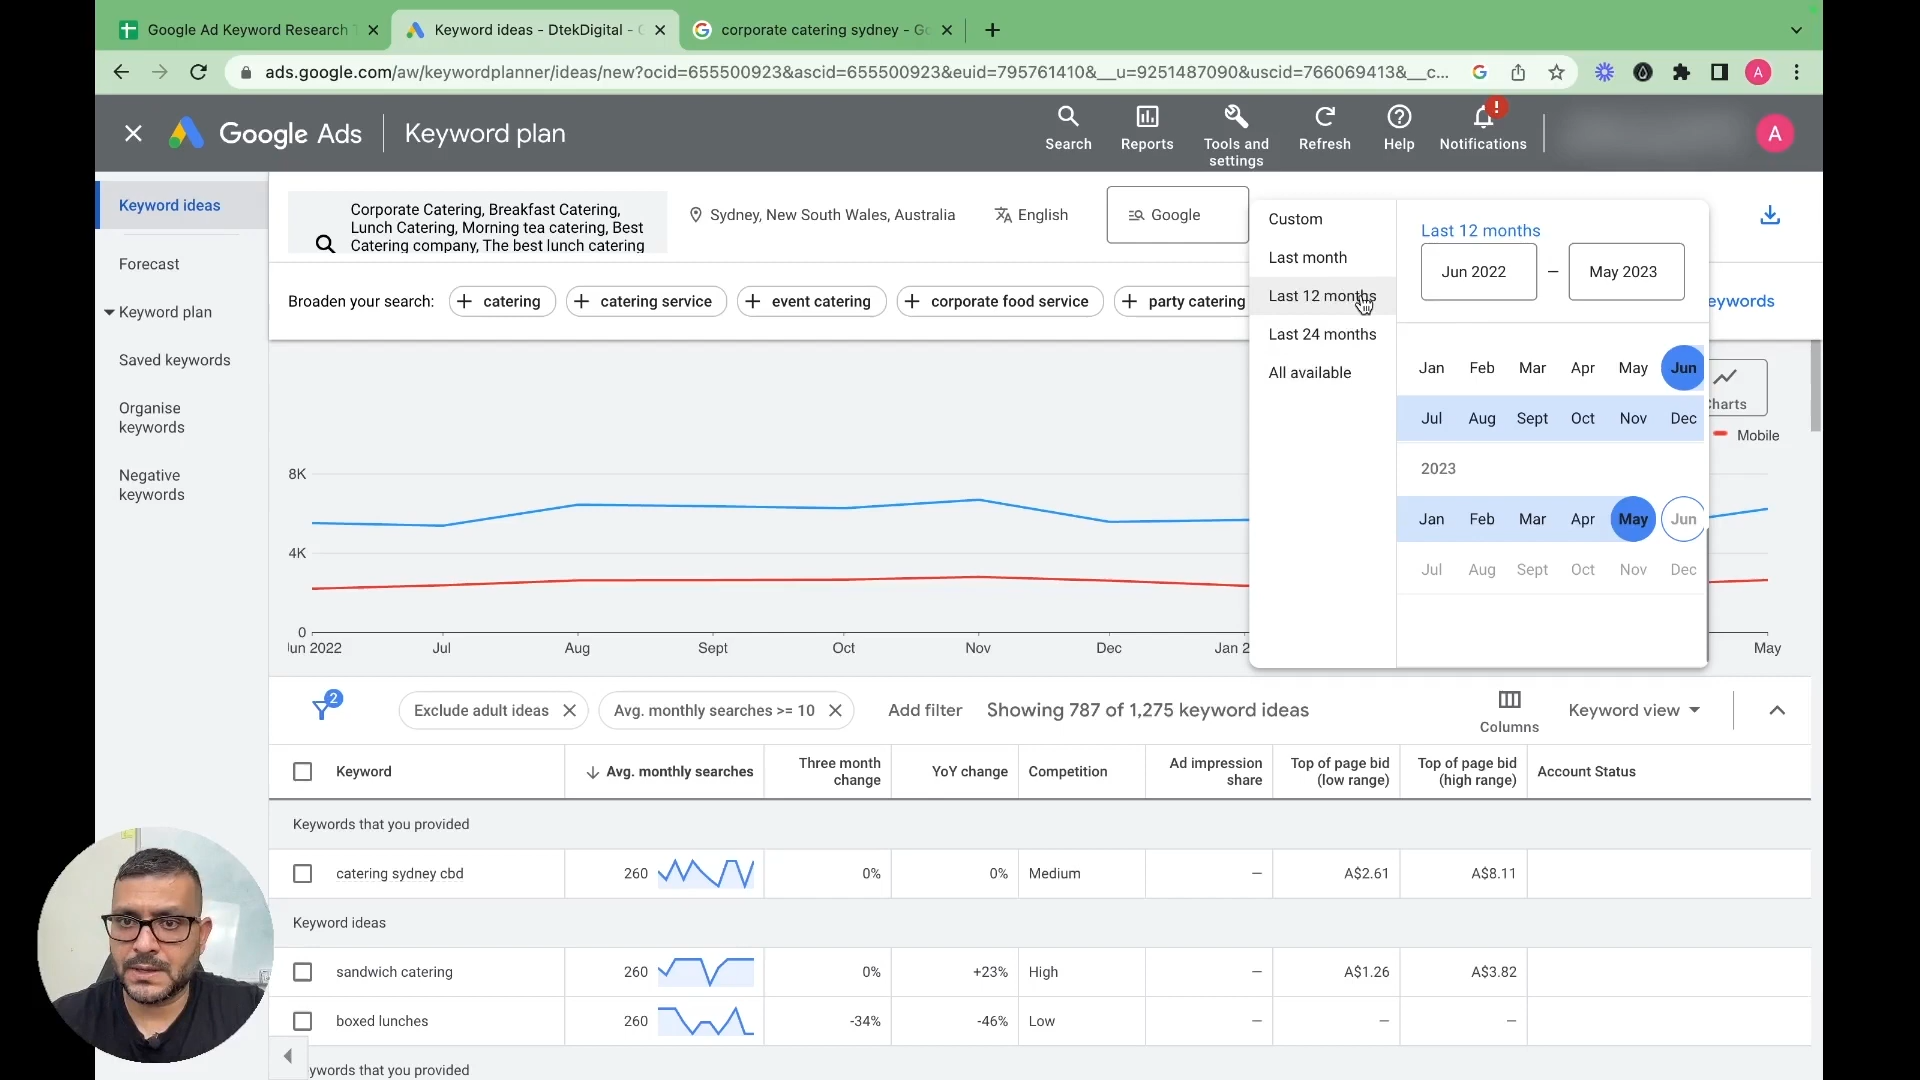 Google Ad Keyword Research T
Keyword ideas - DtekDigital - G
corporate catering sydney - Go
ads.google.com/aw/keywordplanner/ideas/new?ocid=655500923&ascid=655500923&euid=795761410&__u=9251487090&uscid=766069413&__c...
A
Google Ads
Keyword plan
Search
Reports
Tools and
settings
Refresh
Help
!
Notifications
A
Keyword ideas
Forecast
Keyword plan
Saved keywords
Organise
keywords
Negative
keywords
Corporate Catering, Breakfast Catering,
Lunch Catering, Morning tea catering, Best
Catering company, The best lunch catering
Sydney, New South Wales, Australia
English
Google
Broaden your search:
catering
catering service
event catering
corporate food service
party catering
eywords
Custom
Last month
Last 12 months
Last 24 months
All available
Last 12 months
Jun 2022 – May 2023
Jan Feb Mar Apr May Jun
Jul Aug Sept Oct Nov Dec
2023
Jan Feb Mar Apr May Jun
Jul Aug Sept Oct Nov Dec
Charts
Mobile
8K
4K
0
Jun 2022 Jul Aug Sept Oct Nov Dec Jan 2 May
2
Exclude adult ideas
Avg. monthly searches >= 10
Add filter
Showing 787 of 1,275 keyword ideas
Columns
Keyword view
Keyword
Avg. monthly searches
Three month
change
YoY change
Competition
Ad impression
share
Top of page bid
(low range)
Top of page bid
(high range)
Account Status
Keywords that you provided
catering sydney cbd 260 0% 0% Medium – A$2.61 A$8.11
Keyword ideas
sandwich catering 260 0% +23% High – A$1.26 A$3.82
boxed lunches 260 -34% -46% Low – – –
eywords that you provided